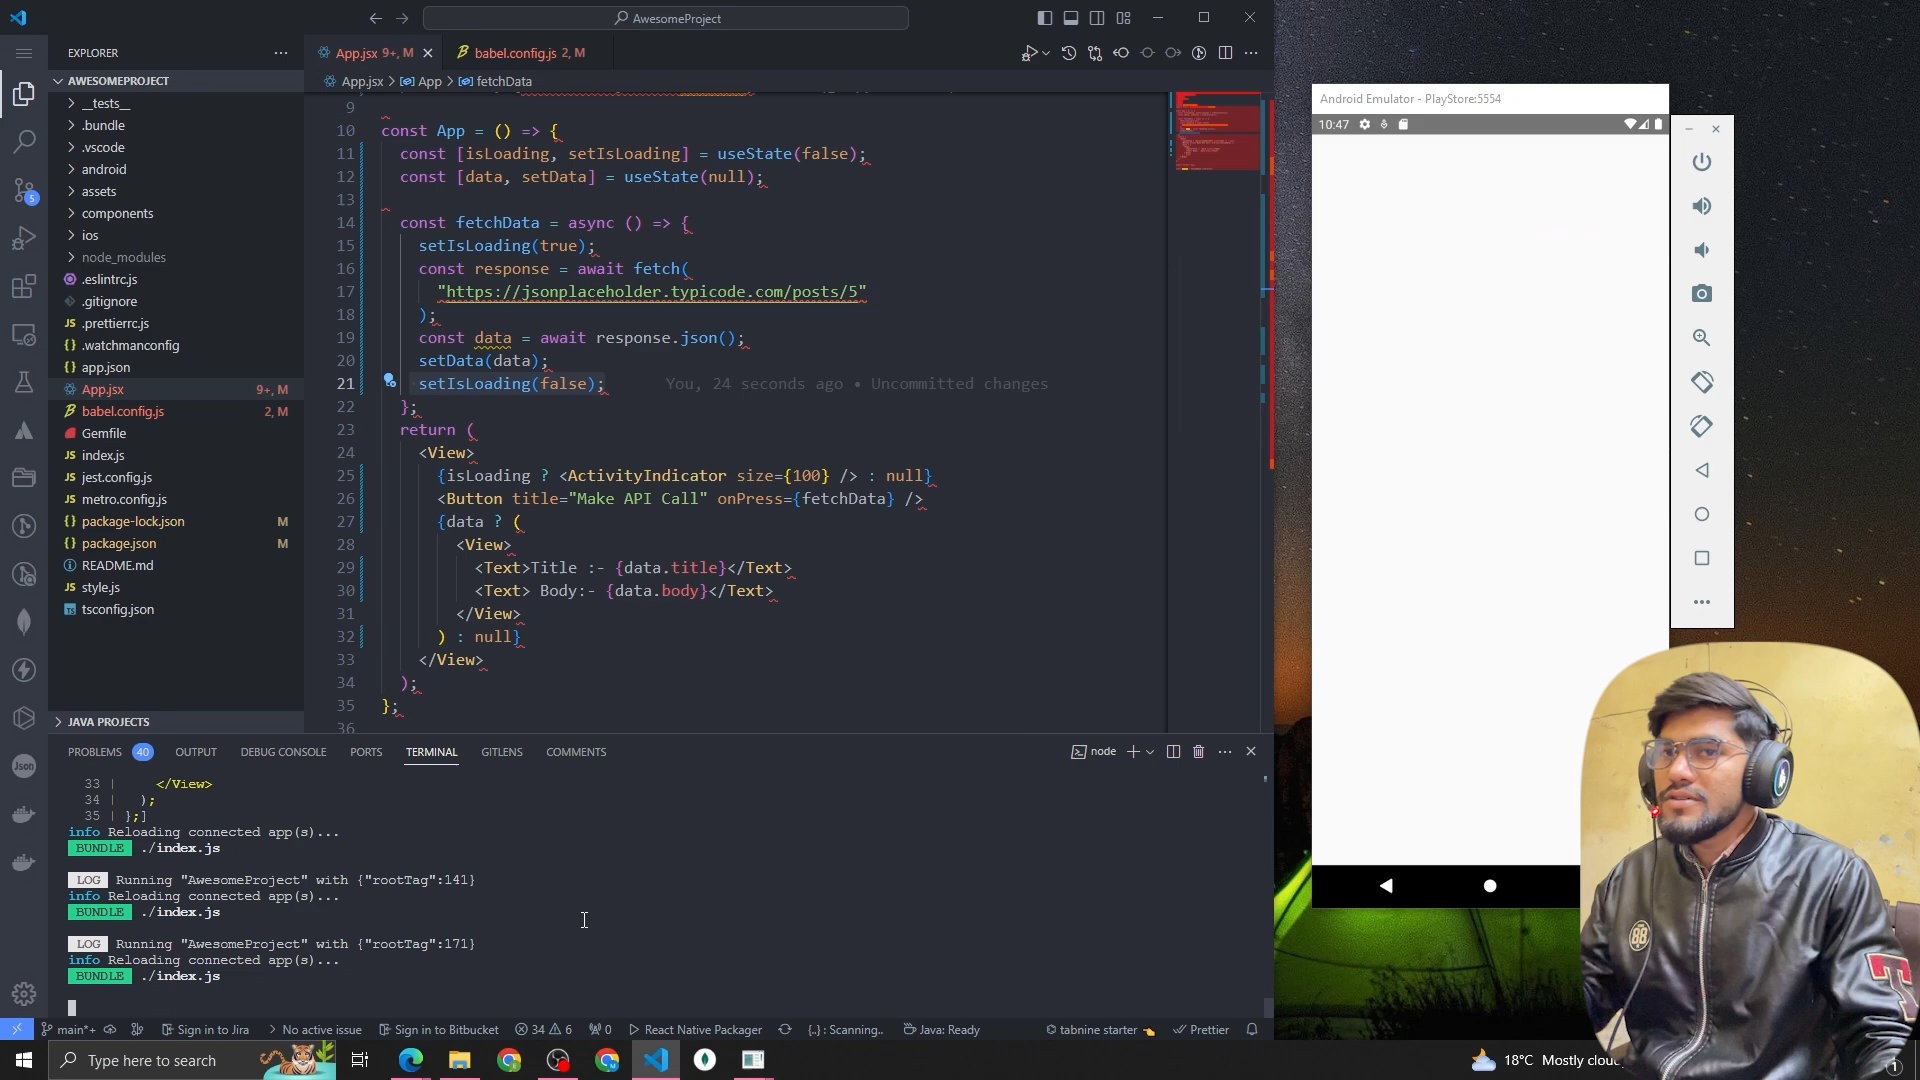 AwesomeProject
EXPLORER
AWESOMEPROJECT
__tests__
.bundle
.vscode
android
assets
components
ios
node_modules
.eslintrc.js
.gitignore
JS .prettierrc.js
{} .watchmanconfig
{} app.json
App.jsx 9+, M
babel.config.js 2, M
Gemfile
JS index.js
JS jest.config.js
JS metro.config.js
{} package-lock.json M
{} package.json M
README.md
JS style.js
tsconfig.json
JAVA PROJECTS
5
Json
App.jsx 9+, M
babel.config.js 2, M
App.jsx > App > fetchData
9
10 const App = () => {
11 const [isLoading, setIsLoading] = useState(false);
12 const [data, setData] = useState(null);
13
14 const fetchData = async () => {
15 setIsLoading(true);
16 const response = await fetch(
17 "https://jsonplaceholder.typicode.com/posts/5"
18 );
19 const data = await response.json();
20 setData(data);
21 setIsLoading(false); You, 24 seconds ago • Uncommitted changes
22 };
23 return (
24 <View>
25 {isLoading ? <ActivityIndicator size={100} /> : null}
26 <Button title="Make API Call" onPress={fetchData} />
27 {data ? (
28 <View>
29 <Text>Title :- {data.title}</Text>
30 <Text> Body:- {data.body}</Text>
31 </View>
32 ) : null}
33 </View>
34 );
35 };
36
PROBLEMS 40 OUTPUT DEBUG CONSOLE PORTS TERMINAL GITLENS COMMENTS
node
33 | </View>
34 | );
35 | };]
info Reloading connected app(s)...
BUNDLE ./index.js
LOG Running "AwesomeProject" with {"rootTag":141}
info Reloading connected app(s)...
BUNDLE ./index.js
LOG Running "AwesomeProject" with {"rootTag":171}
info Reloading connected app(s)...
BUNDLE ./index.js
main*+ Sign in to Jira No active issue Sign in to Bitbucket 34 6 0 React Native Packager {..} : Scanning.. Java: Ready tabnine starter Prettier
Type here to search
18°C Mostly clou
1
Android Emulator - PlayStore:5554
10:47
88